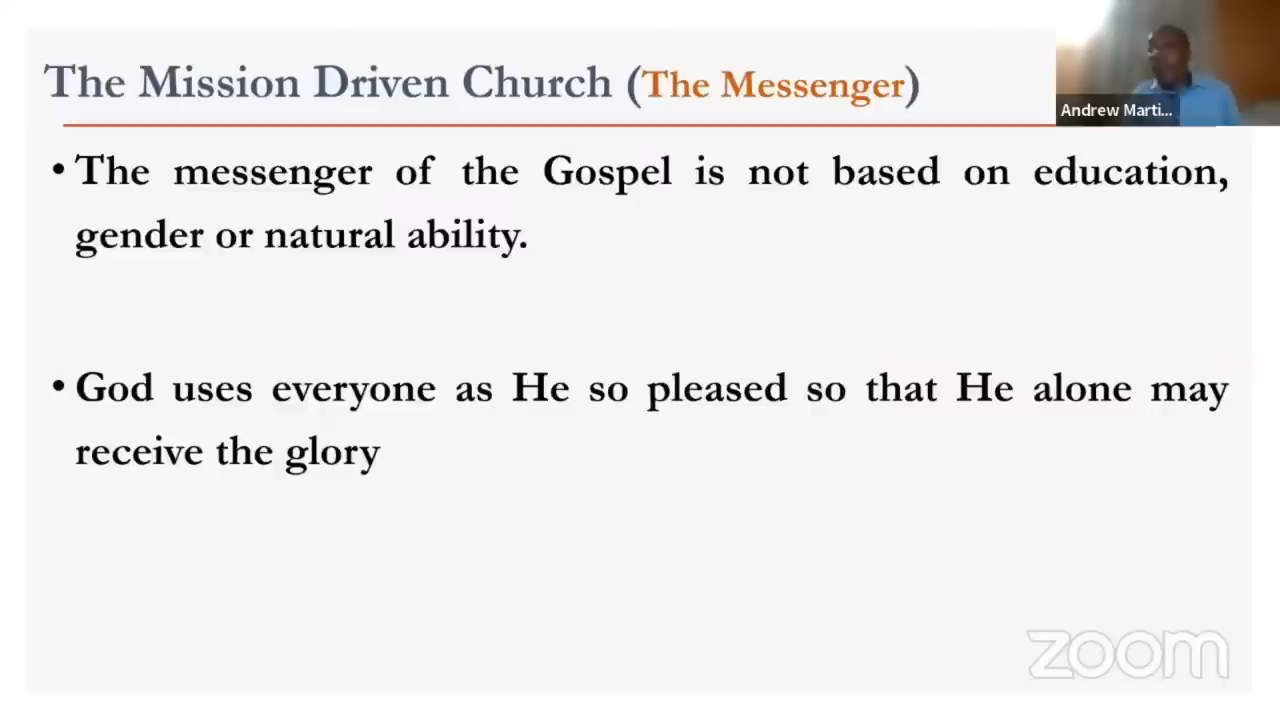 The Mission Driven Church (The Messenger)
Andrew Marti...
• The messenger of the Gospel is not based on education,
gender or natural ability.
• God uses everyone as He so pleased so that He alone may
receive the glory
zoom